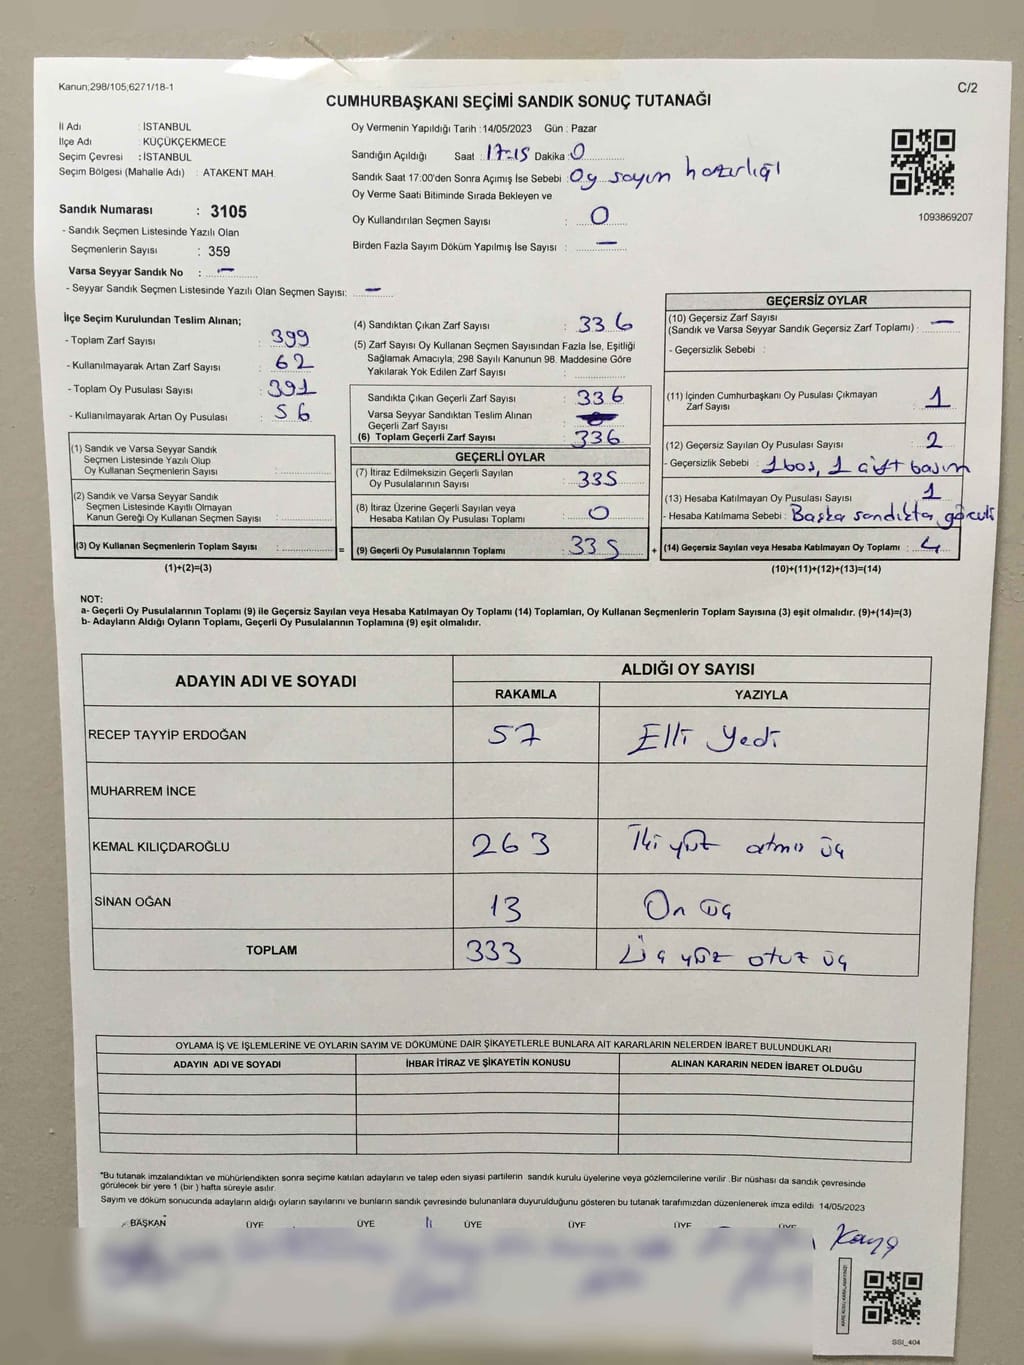 Kanun;298/105;6271/18-1
C/2
CUMHURBAŞKANI SEÇİMİ SANDIK SONUÇ TUTANAĞI
İl Adı : İSTANBUL
İlçe Adı : KÜÇÜKÇEKMECE
Seçim Çevresi : İSTANBUL
Seçim Bölgesi (Mahalle Adı) : ATAKENT MAH.
Sandık Numarası : 3105
- Sandık Seçmen Listesinde Yazılı Olan
Seçmenlerin Sayısı : 359
Varsa Seyyar Sandık No : -
- Seyyar Sandık Seçmen Listesinde Yazılı Olan Seçmen Sayısı: -
Oy Vermenin Yapıldığı Tarih :14/05/2023 Gün : Pazar
Sandığın Açıldığı Saat : 17:15 Dakika : 0
Sandık Saat 17:00'den Sonra Açımış İse Sebebi : Oy sayım hazırlığı
Oy Verme Saati Bitiminde Sırada Bekleyen ve
Oy Kullandırılan Seçmen Sayısı : 0
Birden Fazla Sayım Döküm Yapılmış İse Sayısı : -
1093869207
İlçe Seçim Kurulundan Teslim Alınan;
- Toplam Zarf Sayısı : 399
- Kullanılmayarak Artan Zarf Sayısı : 62
- Toplam Oy Pusulası Sayısı : 391
- Kullanılmayarak Artan Oy Pusulası : 56
(1) Sandık ve Varsa Seyyar Sandık
Seçmen Listesinde Yazılı Olup
Oy Kullanan Seçmenlerin Sayısı :
(2) Sandık ve Varsa Seyyar Sandık
Seçmen Listesinde Kayıtlı Olmayan
Kanun Gereği Oy Kullanan Seçmen Sayısı :
(3) Oy Kullanan Seçmenlerin Toplam Sayısı : =
(1)+(2)=(3)
(4) Sandıktan Çıkan Zarf Sayısı : 336
(5) Zarf Sayısı Oy Kullanan Seçmen Sayısından Fazla İse, Eşitliği
Sağlamak Amacıyla, 298 Sayılı Kanunun 98. Maddesine Göre
Yakılarak Yok Edilen Zarf Sayısı :
Sandıkta Çıkan Geçerli Zarf Sayısı : 336
Varsa Seyyar Sandıktan Teslim Alınan
Geçerli Zarf Sayısı :
(6) Toplam Geçerli Zarf Sayısı : 336
GEÇERLİ OYLAR
(7) İtiraz Edilmeksizin Geçerli Sayılan
Oy Pusulalarının Sayısı : 335
(8) İtiraz Üzerine Geçerli Sayılan veya
Hesaba Katılan Oy Pusulası Toplamı : 0
(9) Geçerli Oy Pusulalarının Toplamı : 335 +
GEÇERSİZ OYLAR
(10) Geçersiz Zarf Sayısı
(Sandık ve Varsa Seyyar Sandık Geçersiz Zarf Toplamı) : -
- Geçersizlik Sebebi :
(11) İçinden Cumhurbaşkanı Oy Pusulası Çıkmayan
Zarf Sayısı : 1
(12) Geçersiz Sayılan Oy Pusulası Sayısı : 2
- Geçersizlik Sebebi : 1 boş, 1 çift basım
(13) Hesaba Katılmayan Oy Pusulası Sayısı : 1
- Hesaba Katılmama Sebebi : Başka sandıkta
(14) Geçersiz Sayılan veya Hesaba Katılmayan Oy Toplamı : 4
(10)+(11)+(12)+(13)=(14)
NOT:
a- Geçerli Oy Pusulalarının Toplamı (9) ile Geçersiz Sayılan veya Hesaba Katılmayan Oy Toplamı (14) Toplamları, Oy Kullanan Seçmenlerin Toplam Sayısına (3) eşit olmalıdır. (9)+(14)=(3)
b- Adayların Aldığı Oyların Toplamı, Geçerli Oy Pusulalarının Toplamına (9) eşit olmalıdır.
ADAYIN ADI VE SOYADI ALDIĞI OY SAYISI
RAKAMLA YAZIYLA
RECEP TAYYİP ERDOĞAN 57 Elli Yedi
MUHARREM İNCE
KEMAL KILIÇDAROĞLU 263 İki yüz atmış üç
SİNAN OĞAN 13 On üç
TOPLAM 333 Üç yüz otuz üç
OYLAMA İŞ VE İŞLEMLERİNE VE OYLARIN SAYIM VE DÖKÜMÜNE DAİR ŞİKAYETLERLE BUNLARA AİT KARARLARIN NELERDEN İBARET BULUNDUKLARI
ADAYIN ADI VE SOYADI İHBAR İTİRAZ VE ŞİKAYETİN KONUSU ALINAN KARARIN NEDEN İBARET OLDUĞU
*Bu tutanak imzalandıktan ve mühürlendikten sonra seçime katılan adayların ve talep eden siyasi partilerin sandık kurulu üyelerine veya gözlemcilerine verilir .Bir nüshası da sandık çevresinde
görülecek bir yere 1 (bir ) hafta süreyle asılır.
Sayım ve döküm sonucunda adayların aldığı oyların sayılarını ve bunların sandık çevresinde bulunanlara duyurulduğunu gösteren bu tutanak tarafımızdan düzenlenerek imza edildi 14/05/2023
BAŞKAN ÜYE ÜYE ÜYE ÜYE ÜYE ÜYE
SSI_404